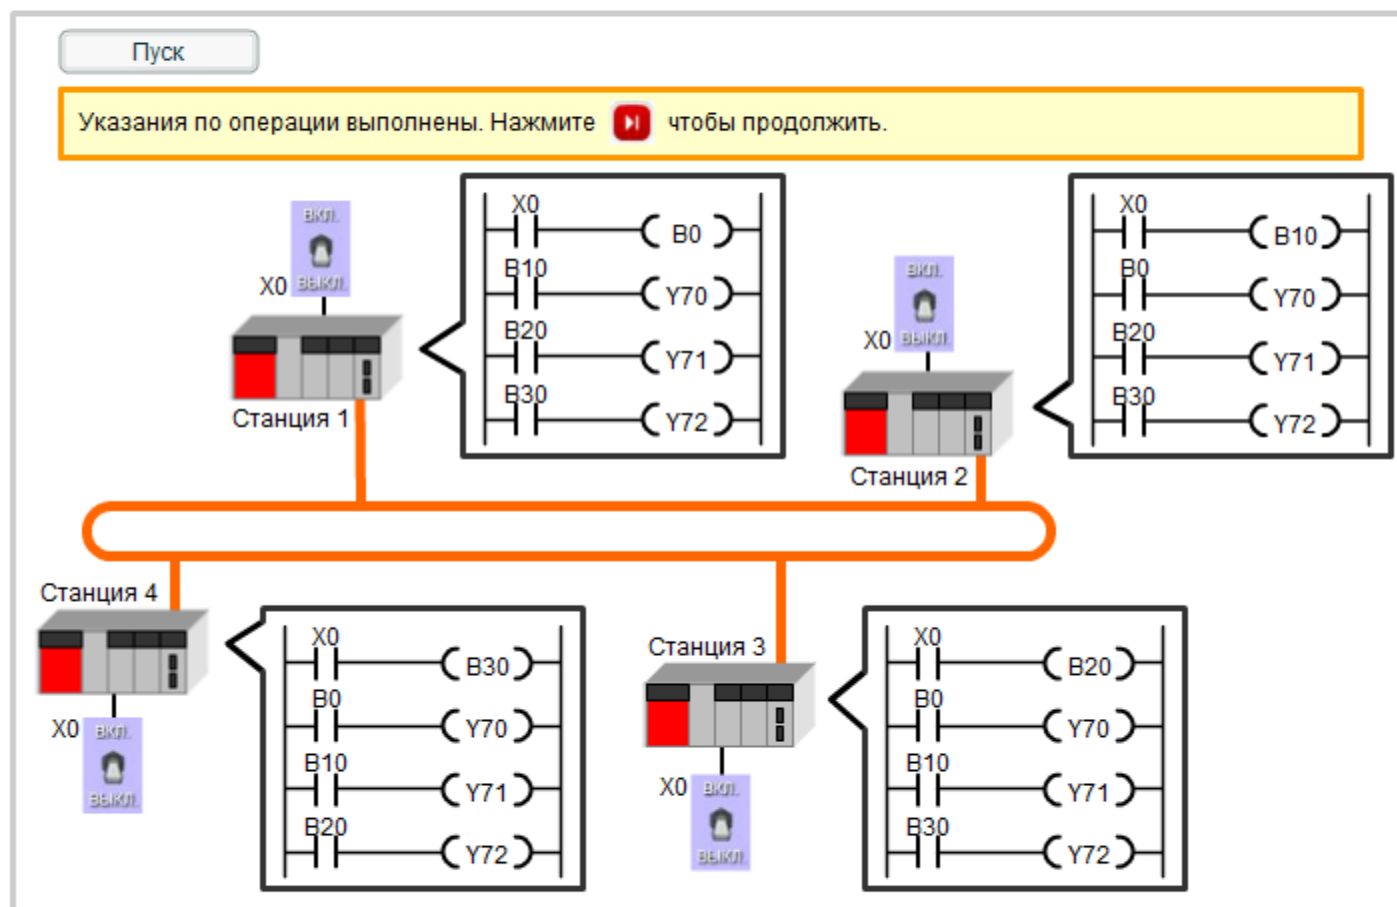 Пуск
Указания по операции выполнены. Нажмите чтобы продолжить.
ВКЛ.
X0 ВЫКЛ.
Станция 1
X0
B0
B10
Y70
B20
Y71
B30
Y72
ВКЛ.
X0 ВЫКЛ.
Станция 2
X0
B10
B0
Y70
B20
Y71
B30
Y72
Станция 4
X0 ВКЛ.
ВЫКЛ.
X0
B30
B0
Y70
B10
Y71
B20
Y72
Станция 3
X0 ВКЛ.
ВЫКЛ.
X0
B20
B0
Y70
B10
Y71
B30
Y72